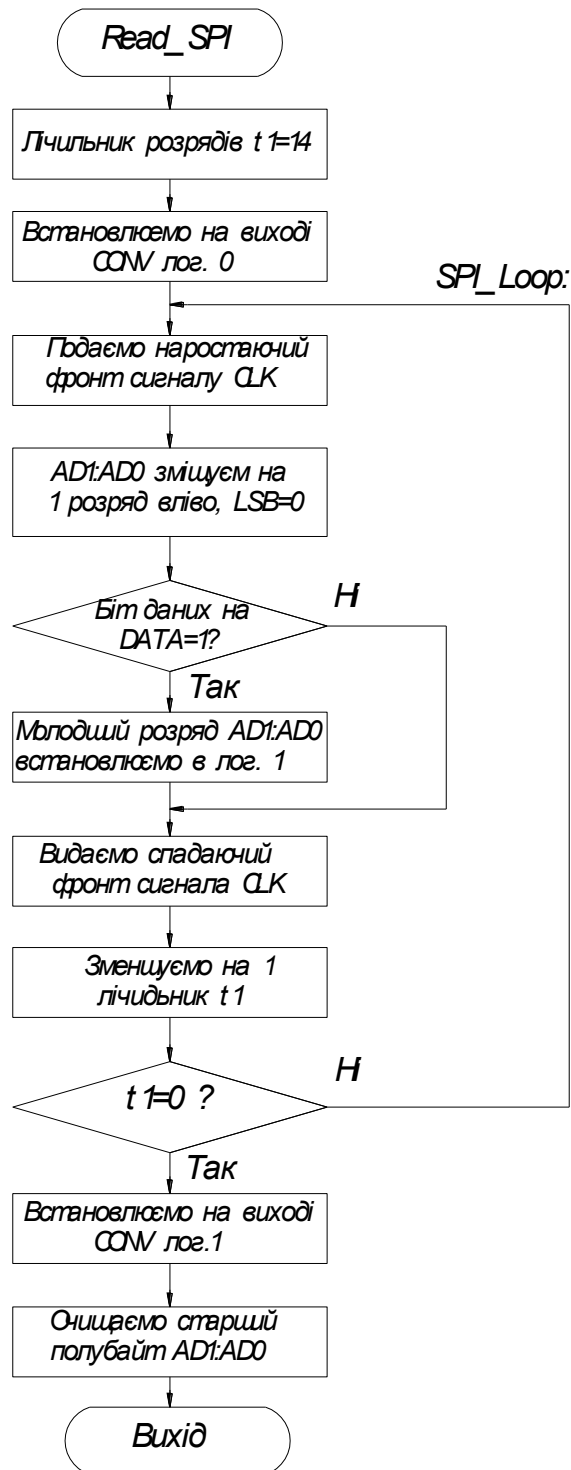 Read_SPI
Лічильник розрядів t1=14
Встановлюємо на виході
CONV лог. 0
SPI_Loop:
Подаємо наростаючий
фронт сигналу CLK
AD1:AD0 зміщуєм на
1 розряд вліво, LSB=0
Біт даних на
DATA=1?
Ні
Так
Молодший розряд AD1:AD0
встановлюємо в лог. 1
Видаємо спадаючий
фронт сигнала CLK
Зменшуємо на 1
лічидьник t1
t1=0 ?
Ні
Так
Встановлюємо на виході
CONV лог.1
Очищаємо старший
полубайт AD1:AD0
Вихід